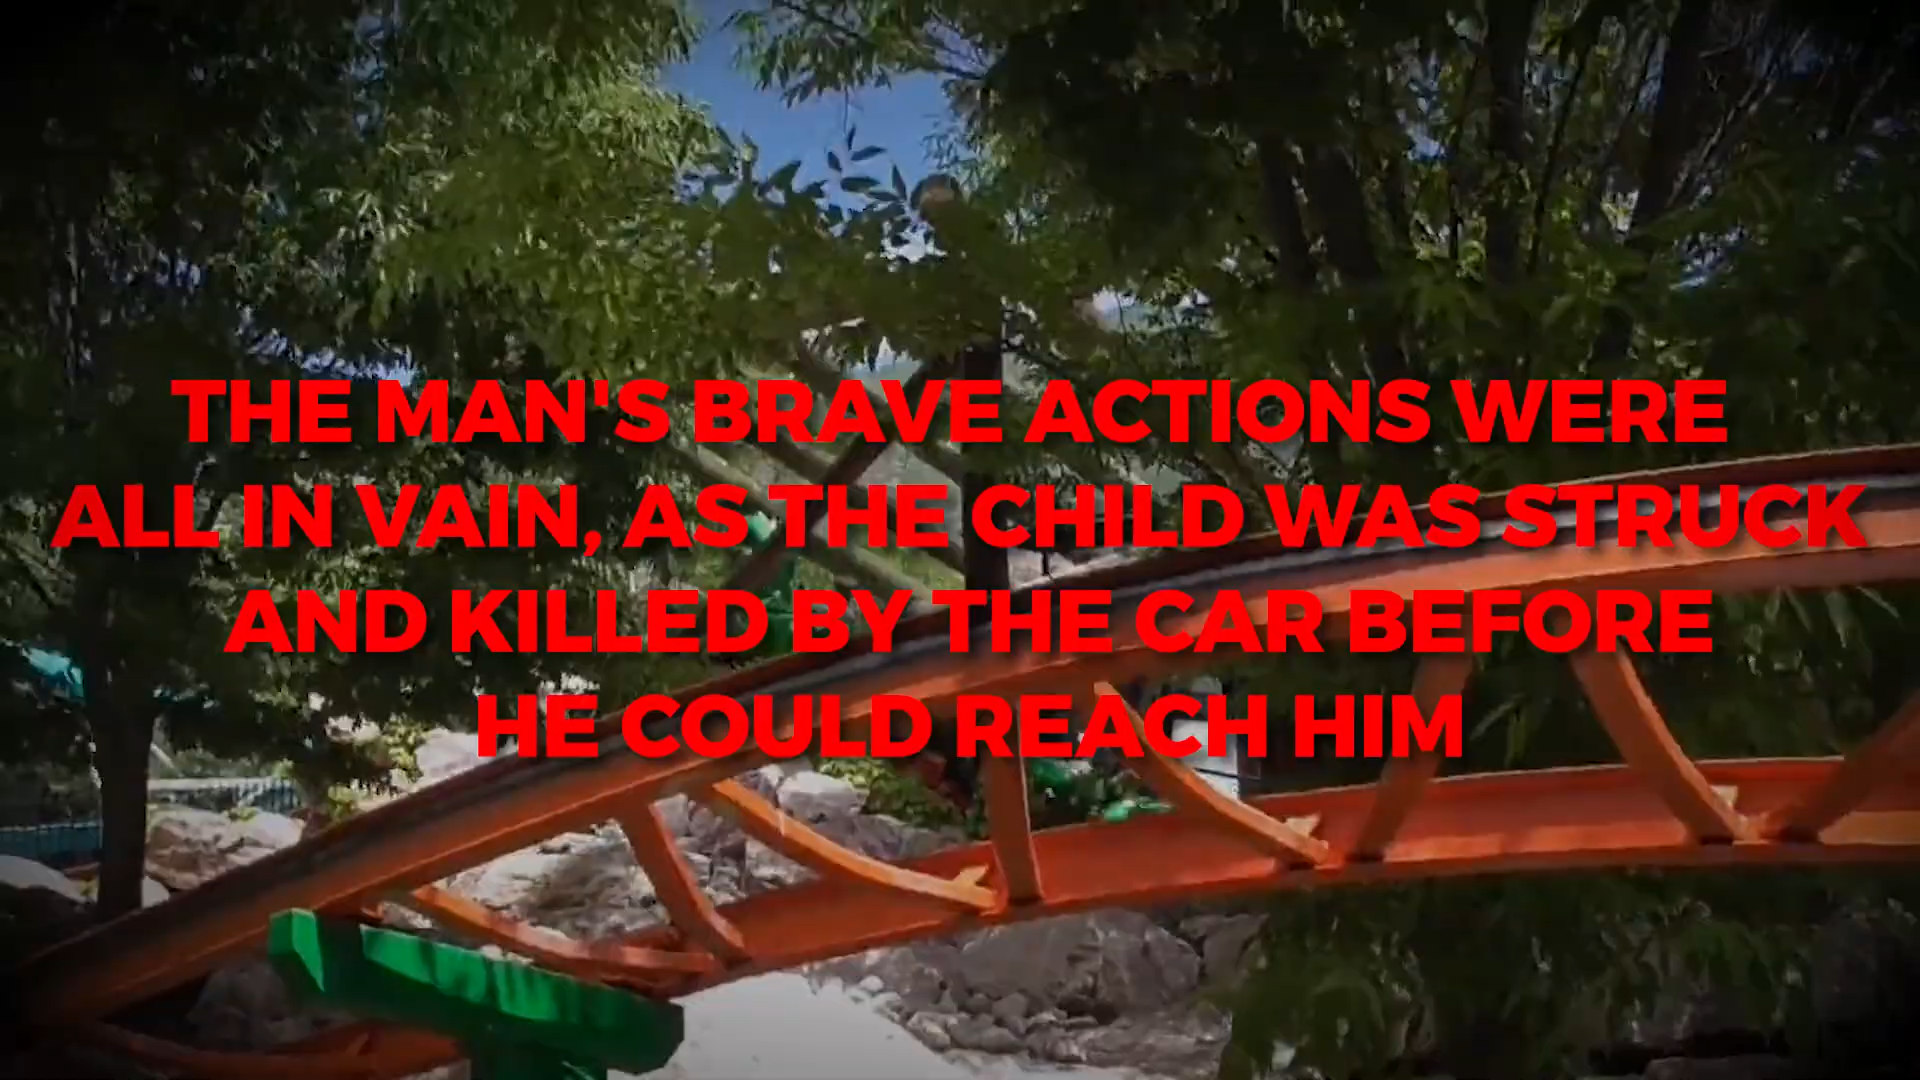 THE MAN'S BRAVE ACTIONS WERE
ALL IN VAIN, AS THE CHILD WAS STRUCK
AND KILLED BY THE CAR BEFORE
HE COULD REACH HIM